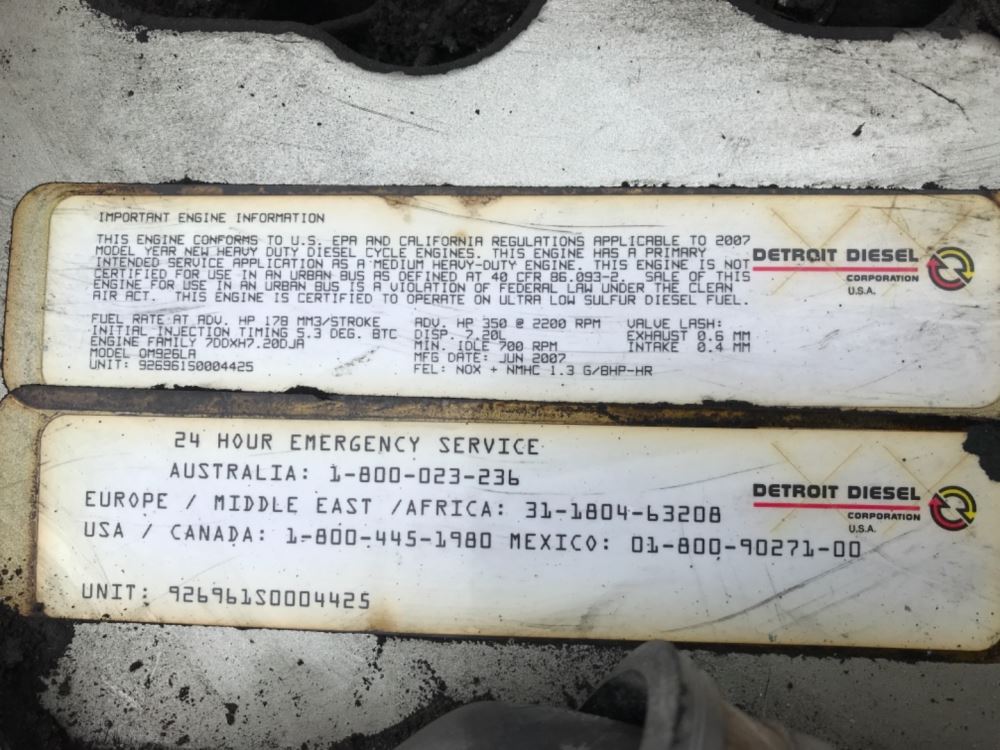 IMPORTANT ENGINE INFORMATION
THIS ENGINE CONFORMS TO U.S. EPA AND CALIFORNIA REGULATIONS APPLICABLE TO 2007
MODEL YEAR NEW HEAVY DUTY DIESEL CYCLE ENGINES. THIS ENGINE HAS A PRIMARY
INTENDED SERVICE APPLICATION AS A MEDIUM HEAVY-DUTY ENGINE. THIS ENGINE IS NOT
CERTIFIED FOR USE IN AN URBAN BUS AS DEFINED AT 40 CFR 86.093-2. SALE OF THIS
ENGINE FOR USE IN AN URBAN BUS IS A VIOLATION OF FEDERAL LAW UNDER THE CLEAN
AIR ACT. THIS ENGINE IS CERTIFIED TO OPERATE ON ULTRA LOW SULFUR DIESEL FUEL.
DETROIT DIESEL
CORPORATION
U.S.A.
FUEL RATE AT ADV. HP 178 MM3/STROKE ADV. HP 350 @ 2200 RPM VALVE LASH:
INITIAL INJECTION TIMING 5.3 DEG. BTC DISP 7.20L EXHAUST 0.6 MM
ENGINE FAMILY 7DDXH7.20DJA MIN. IDLE 700 RPM INTAKE 0.4 MM
MODEL OM926LA MFG DATE: JUN 2007
UNIT: 926961S0004425 FEL: NOX + NMHC 1.3 G/BHP-HR
24 HOUR EMERGENCY SERVICE
AUSTRALIA: 1-800-023-236
EUROPE / MIDDLE EAST /AFRICA: 31-1804-63208
USA / CANADA: 1-800-445-1980 MEXICO: 01-800-90271-00
DETROIT DIESEL
CORPORATION
U.S.A.
UNIT: 926961S0004425